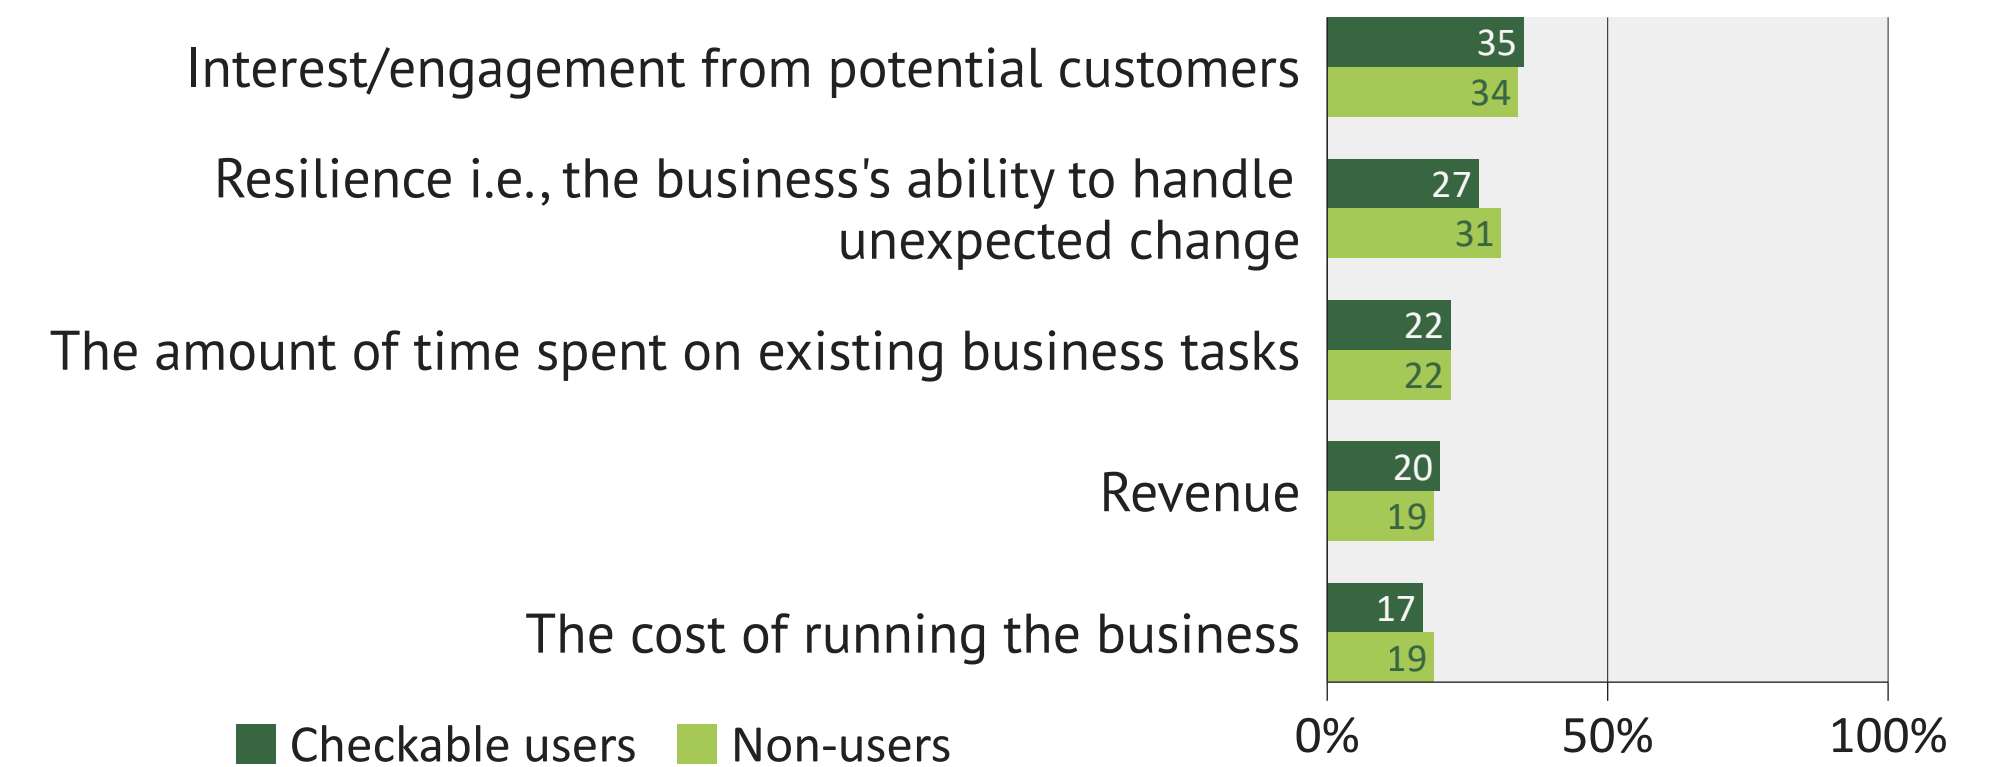 Interest/engagement from potential customers
35
34
Resilience i.e., the business's ability to handle
unexpected change
27
31
The amount of time spent on existing business tasks
22
22
Revenue
20
19
The cost of running the business
17
19
0% 50% 100%
Checkable users Non-users